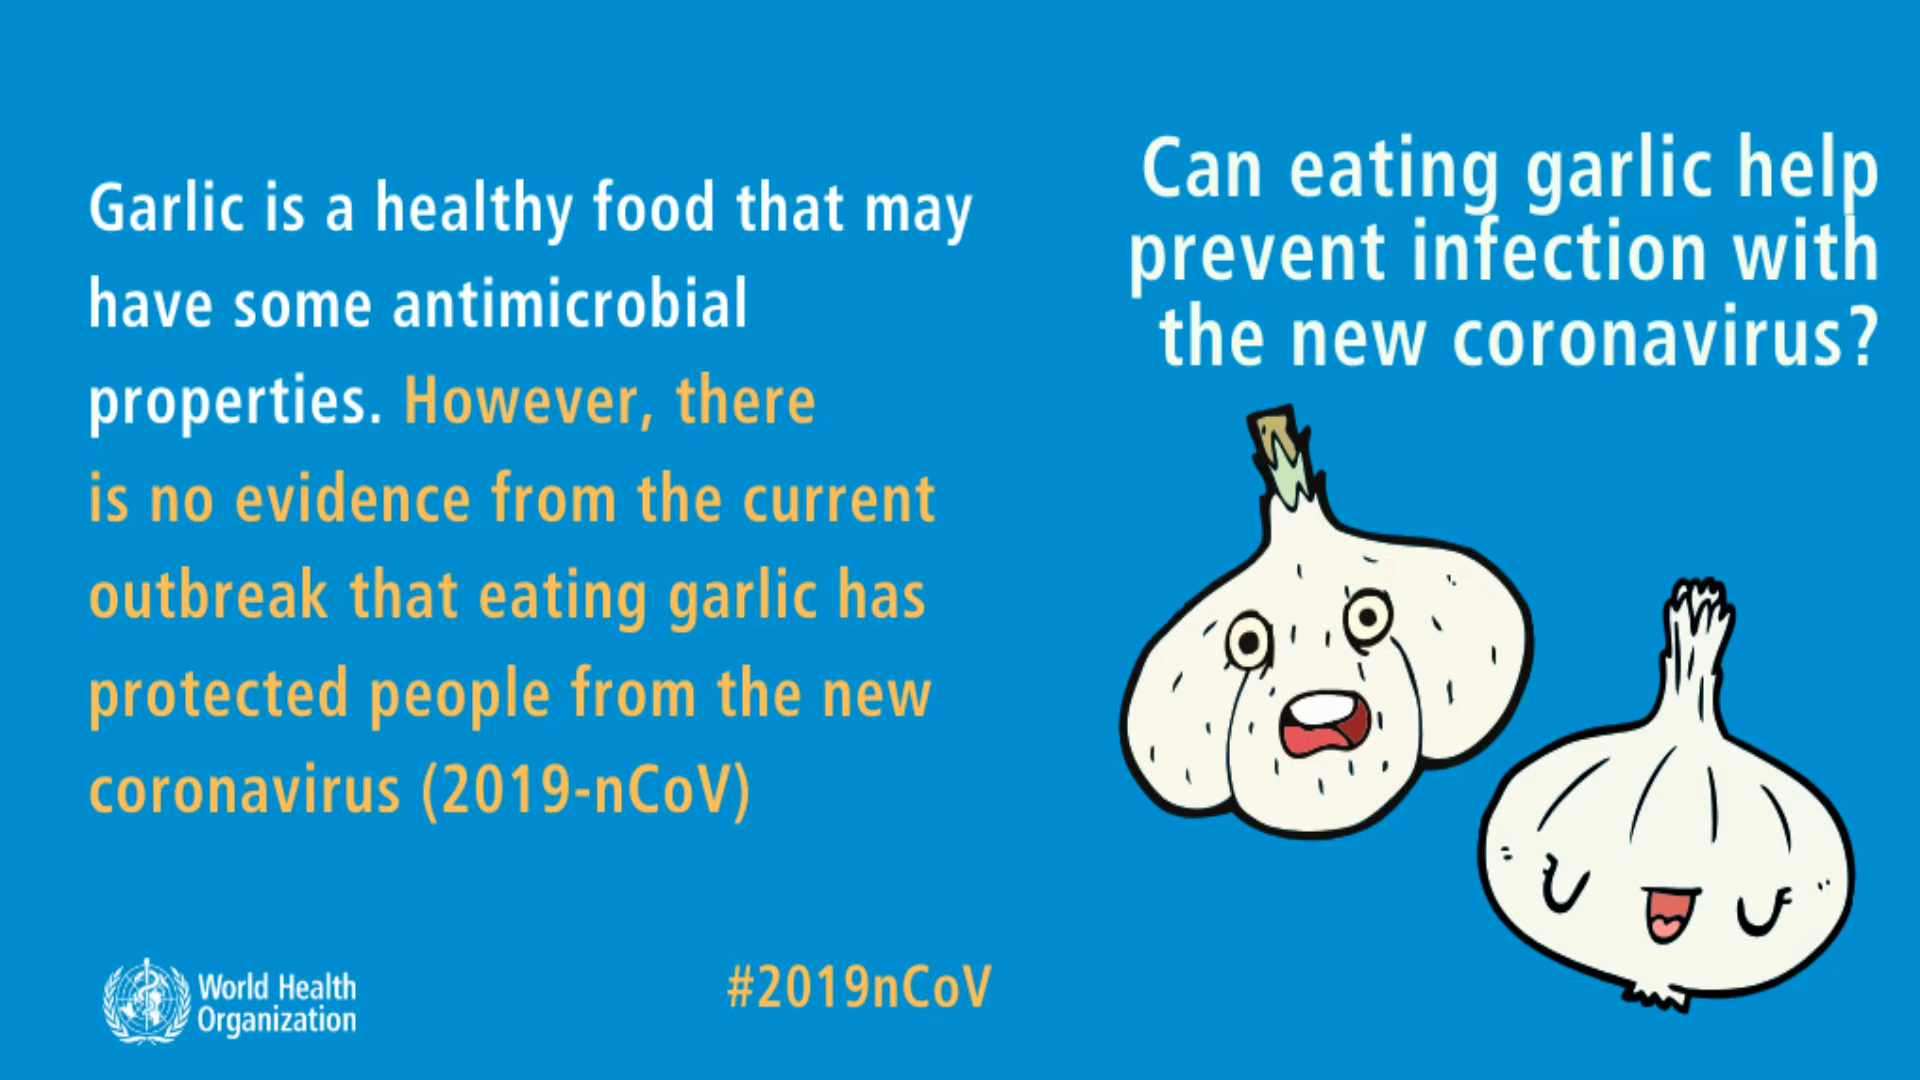 Can eating garlic help
prevent infection with
the new coronavirus?
Garlic is a healthy food that may
have some antimicrobial
properties. However, there
is no evidence from the current
outbreak that eating garlic has
protected people from the new
coronavirus (2019-nCoV)
World Health
Organization
#2019nCoV